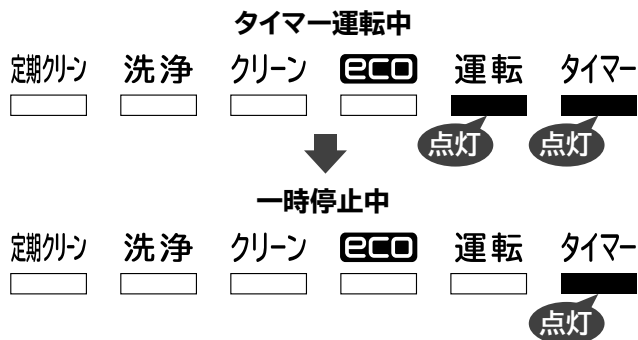 タイマー運転中
定期クリーン 洗浄 クリーン eco 運転 タイマー
点灯 点灯
一時停止中
定期クリーン 洗浄 クリーン eco 運転 タイマー
点灯